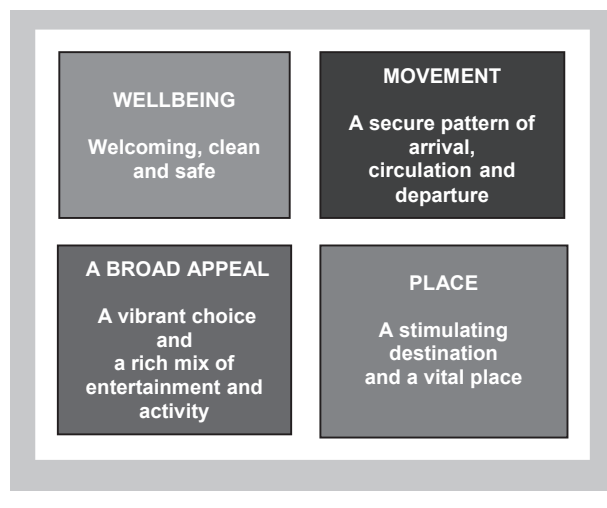 WELLBEING
Welcoming, clean
and safe
MOVEMENT
A secure pattern of
arrival,
circulation and
departure
A BROAD APPEAL
A vibrant choice
and
a rich mix of
entertainment and
activity
PLACE
A stimulating
destination
and a vital place